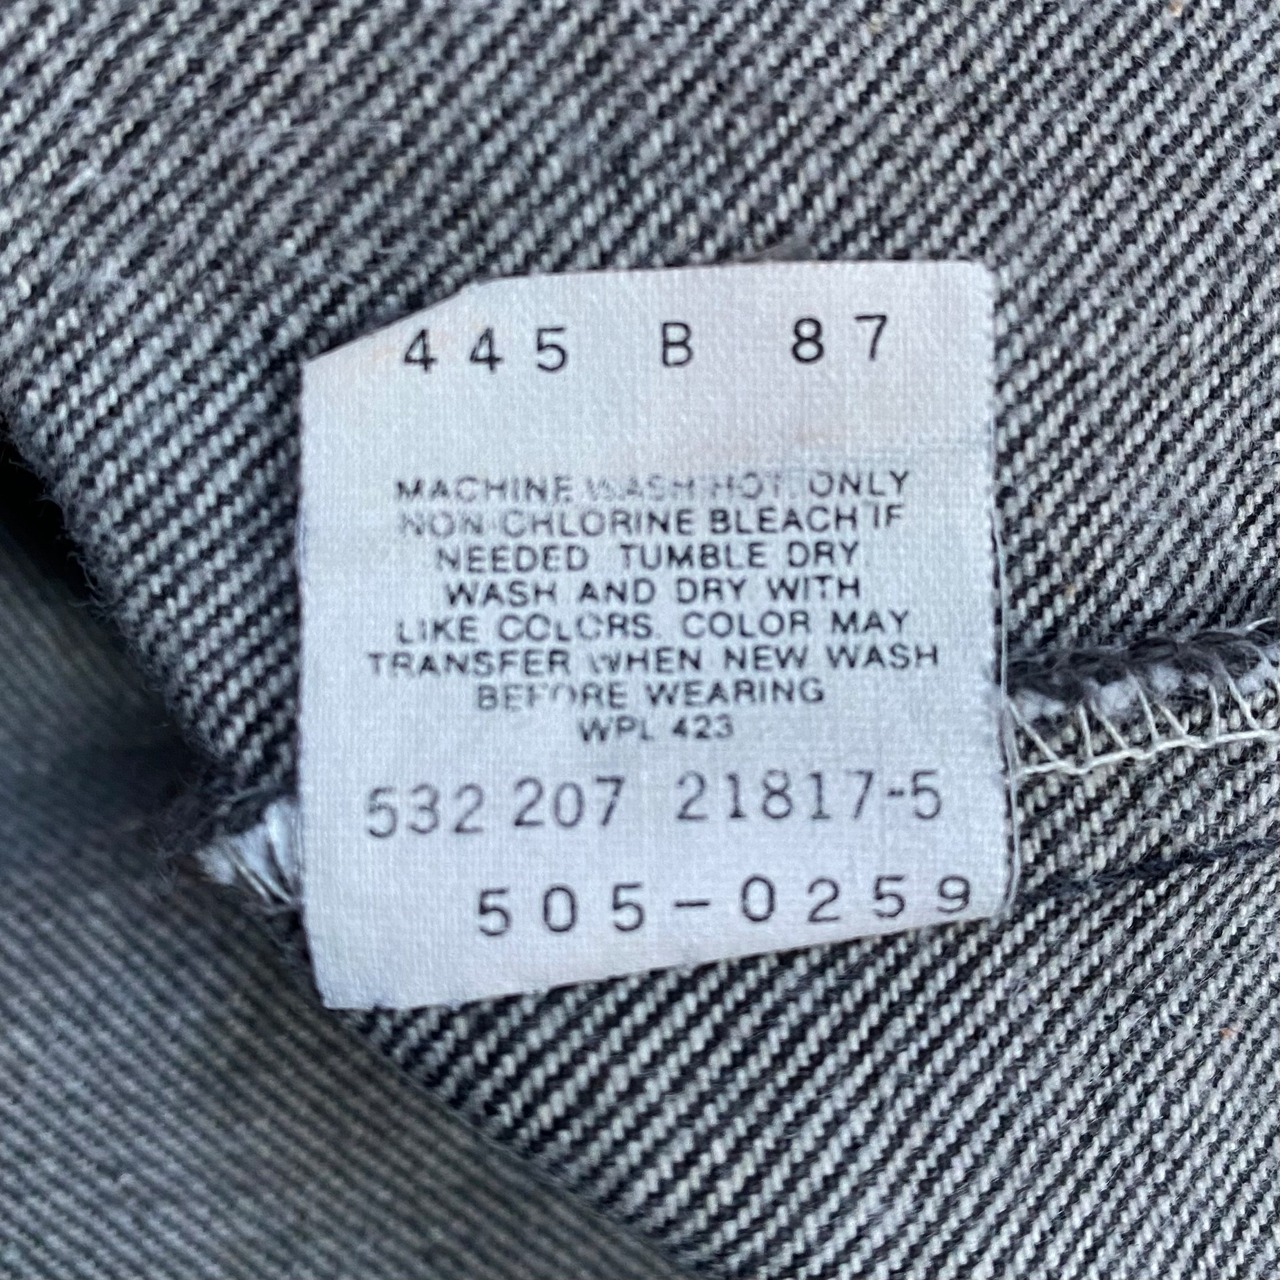 445 B 87
MACHINE WASH HOT. ONLY
NON CHLORINE BLEACH IF
NEEDED TUMBLE DRY
WASH AND DRY WITH
LIKE COLORS. COLOR MAY
TRANSFER WHEN NEW WASH
BEFORE WEARING
WPL 423
532 207 21817-5
505-0259